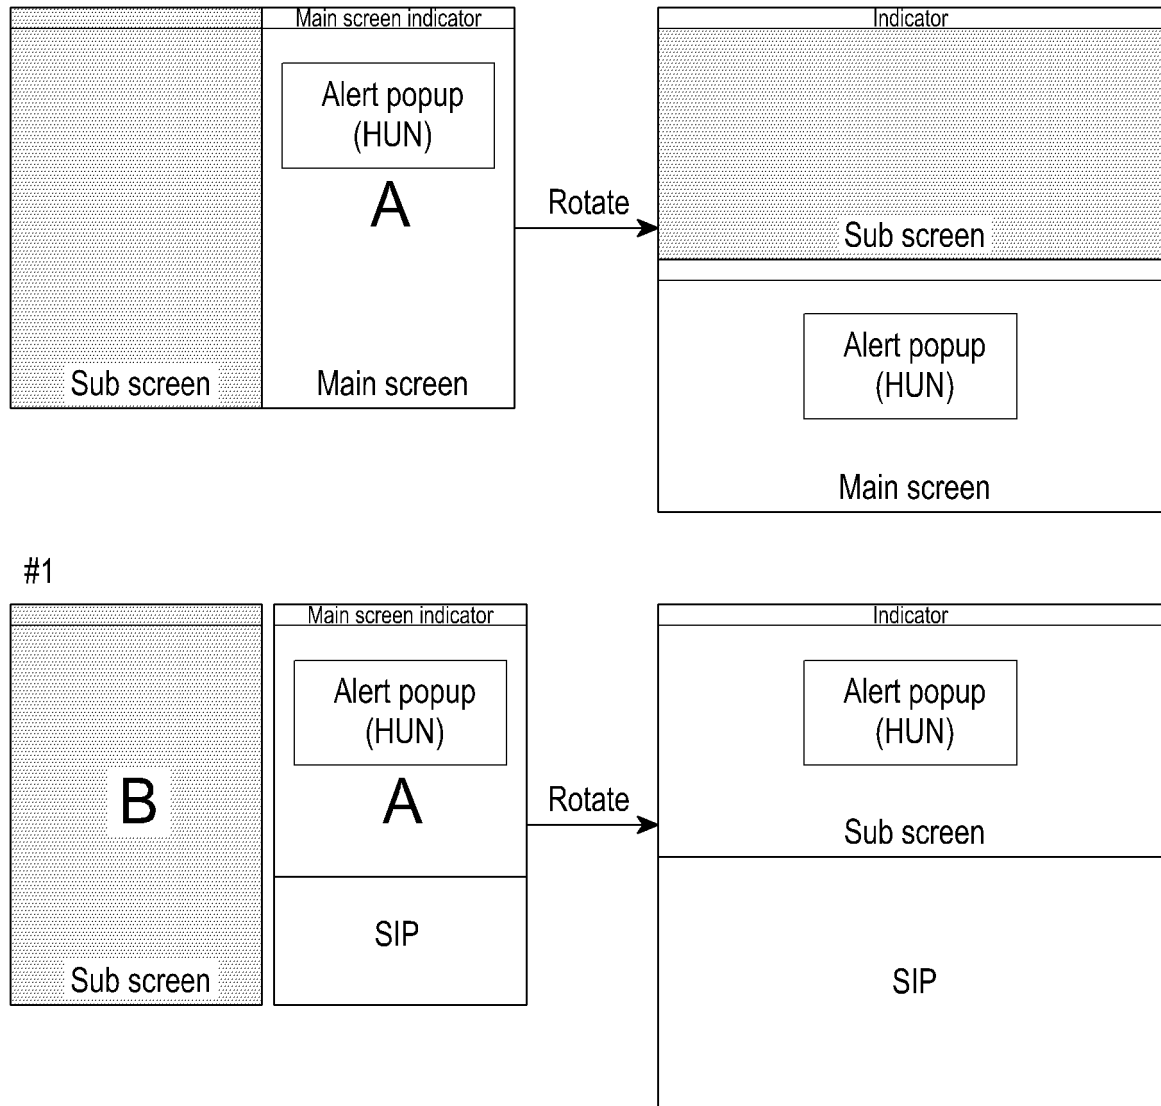 Main screen indicator
Alert popup
(HUN)
A
Sub screen
Main screen
Rotate
Indicator
Sub screen
Alert popup
(HUN)
Main screen
#1
Main screen indicator
Alert popup
(HUN)
B
A
SIP
Sub screen
Rotate
Indicator
Alert popup
(HUN)
Sub screen
SIP